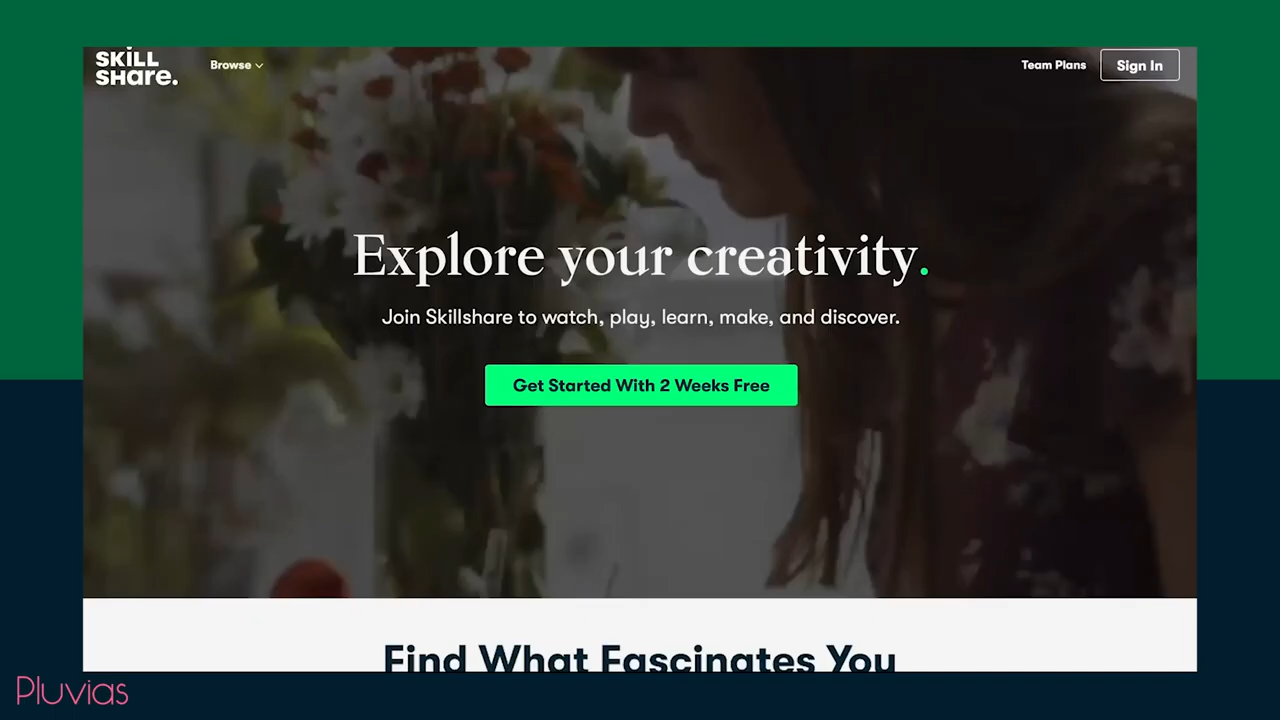 SKILL
SHare.
Browse
Team Plans
Sign In
Explore your creativity.
Join Skillshare to watch, play, learn, make, and discover.
Get Started With 2 Weeks Free
Find What Fascinates You
Pluvias